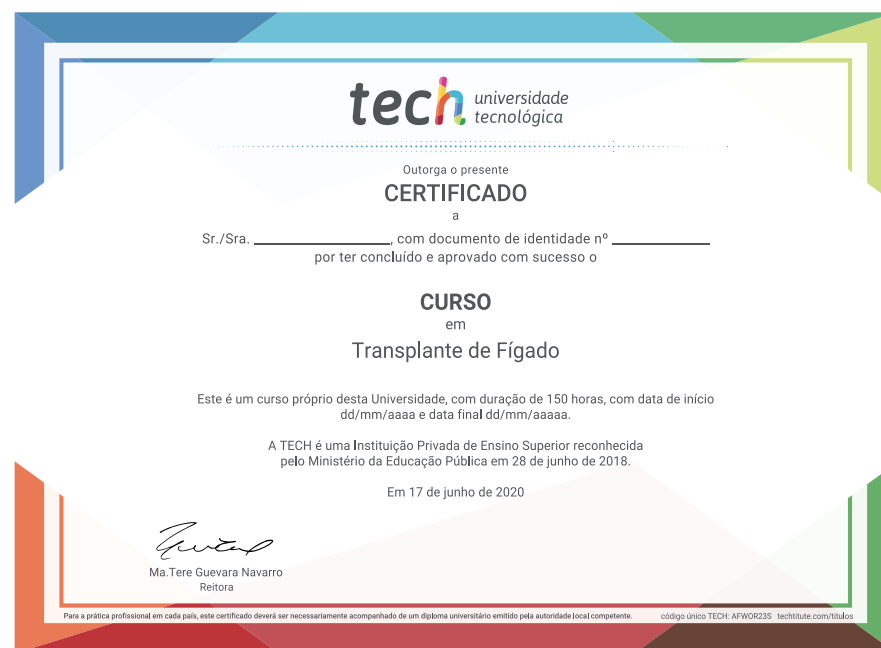 tech universidade
tecnológica
Outorga o presente
CERTIFICADO
a
Sr./Sra. ____________________, com documento de identidade nº ______________
por ter concluído e aprovado com sucesso o
CURSO
em
Transplante de Fígado
Este é um curso próprio desta Universidade, com duração de 150 horas, com data de início
dd/mm/aaaa e data final dd/mm/aaaaa.
A TECH é uma Instituição Privada de Ensino Superior reconhecida
pelo Ministério da Educação Pública em 28 de junho de 2018.
Em 17 de junho de 2020
Ma.Tere Guevara Navarro
Reitora
Para a prática profissional em cada país, este certificado deverá ser necessariamente acompanhado de um diploma universitário emitido pela autoridade local competente. código único TECH: AFWOR23S techtitute.com/titulos